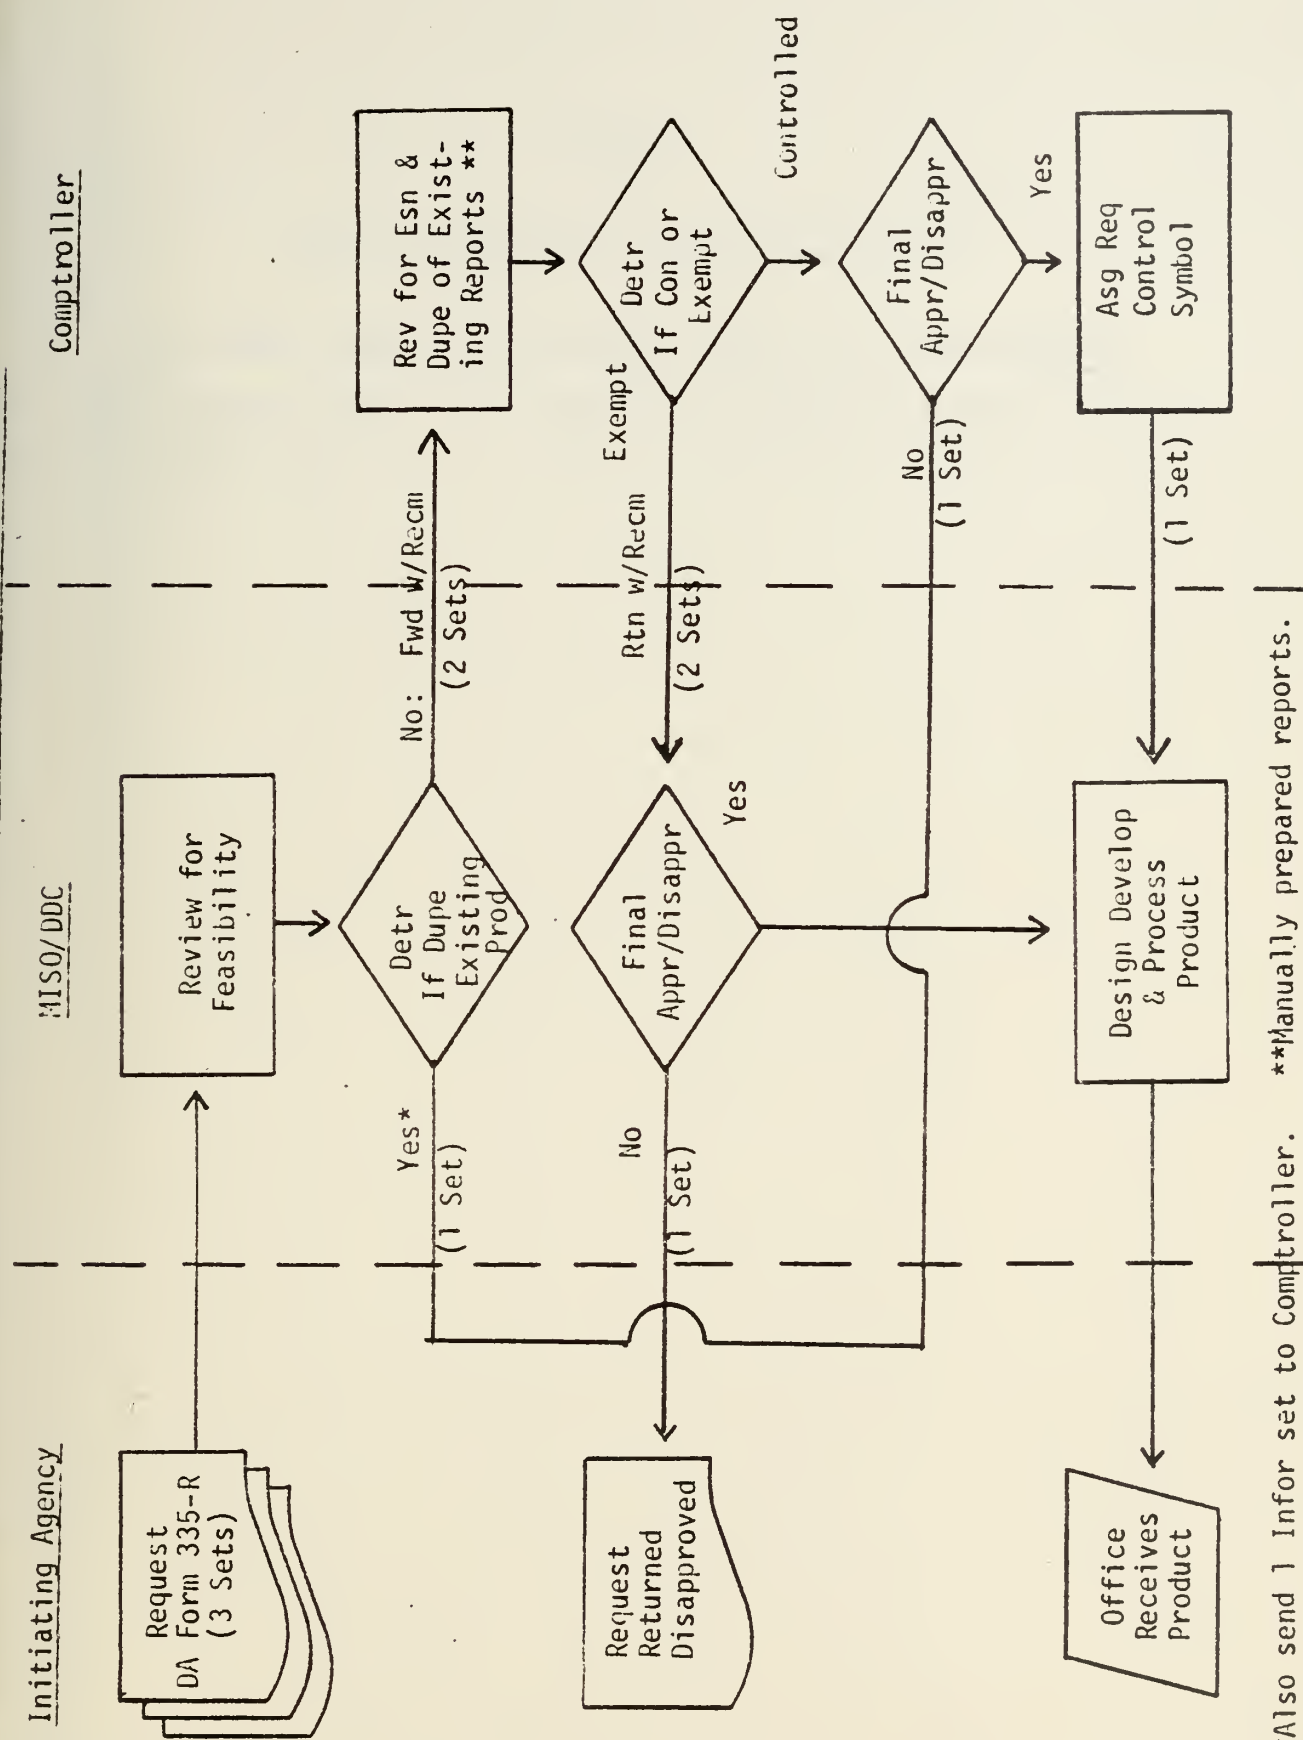 Initiating Agency
MISO/DDC
Comptroller
Request
DA Form 335-R
(3 Sets)
Review for
Feasibility
Detr
If Dupe
Existing
Prod
Yes*
(1 Set)
No: Fwd w/Recm
(2 Sets)
Rev for Esn &
Dupe of Exist-
ing Reports **
Detr
If Con or
Exempt
Exempt
Controlled
Rtn w/Recm
(2 Sets)
Final
Appr/Disappr
Yes
No
(1 Set)
Request
Returned
Disapproved
Final
Appr/Disappr
No
(1 Set)
Yes
Asg Req
Control
Symbol
(1 Set)
Design Develop
& Process
Product
Office
Receives
Product
*Also send 1 Infor set to Comptroller. **Manually prepared reports.